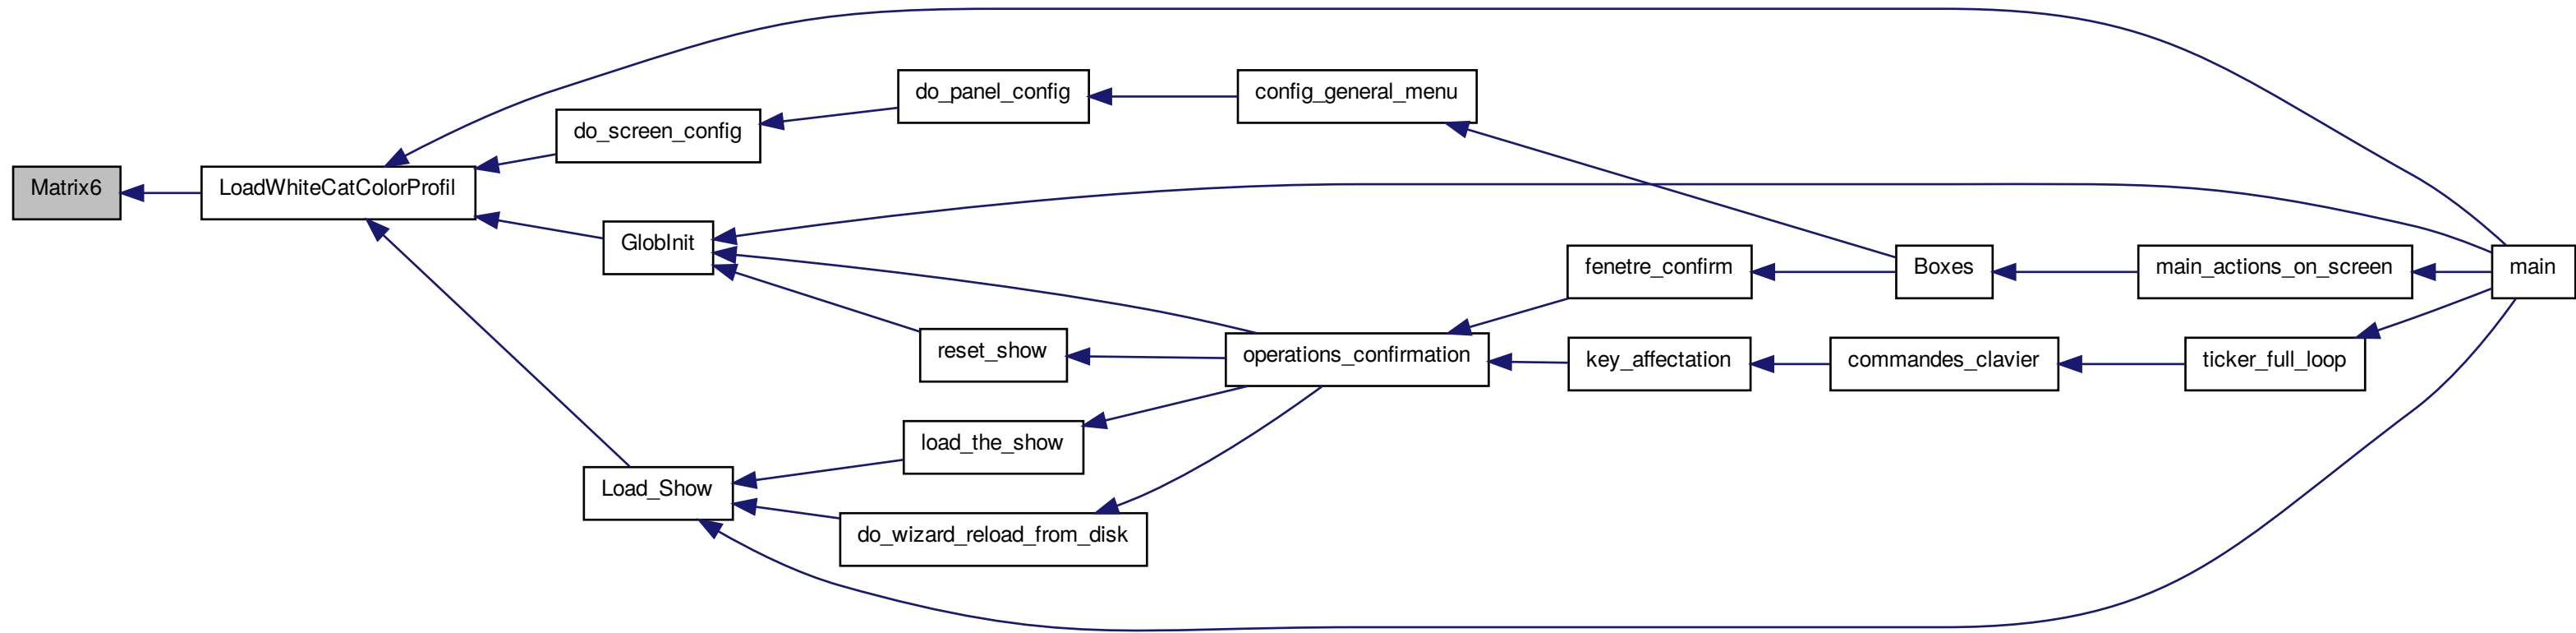 Matrix6
LoadWhiteCatColorProfil
do_screen_config
do_panel_config
config_general_menu
GlobInit
reset_show
Load_Show
load_the_show
do_wizard_reload_from_disk
operations_confirmation
fenetre_confirm
key_affectation
Boxes
commandes_clavier
main_actions_on_screen
ticker_full_loop
main